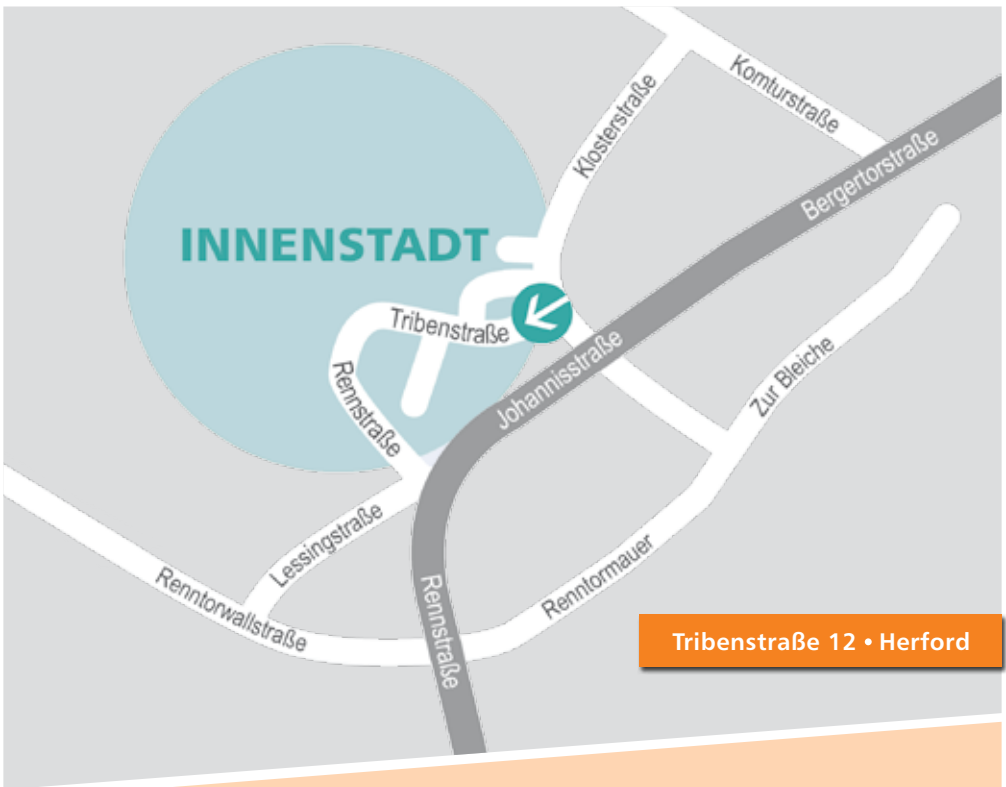 Komturstraße
Klosterstraße
Bergertorstraße
INNENSTADT
Tribenstraße
Johannisstraße
Zur Bleiche
Rennstraße
Lessingstraße
Renntormauer
Renntorwallstraße
Rennstraße
Tribenstraße 12 • Herford